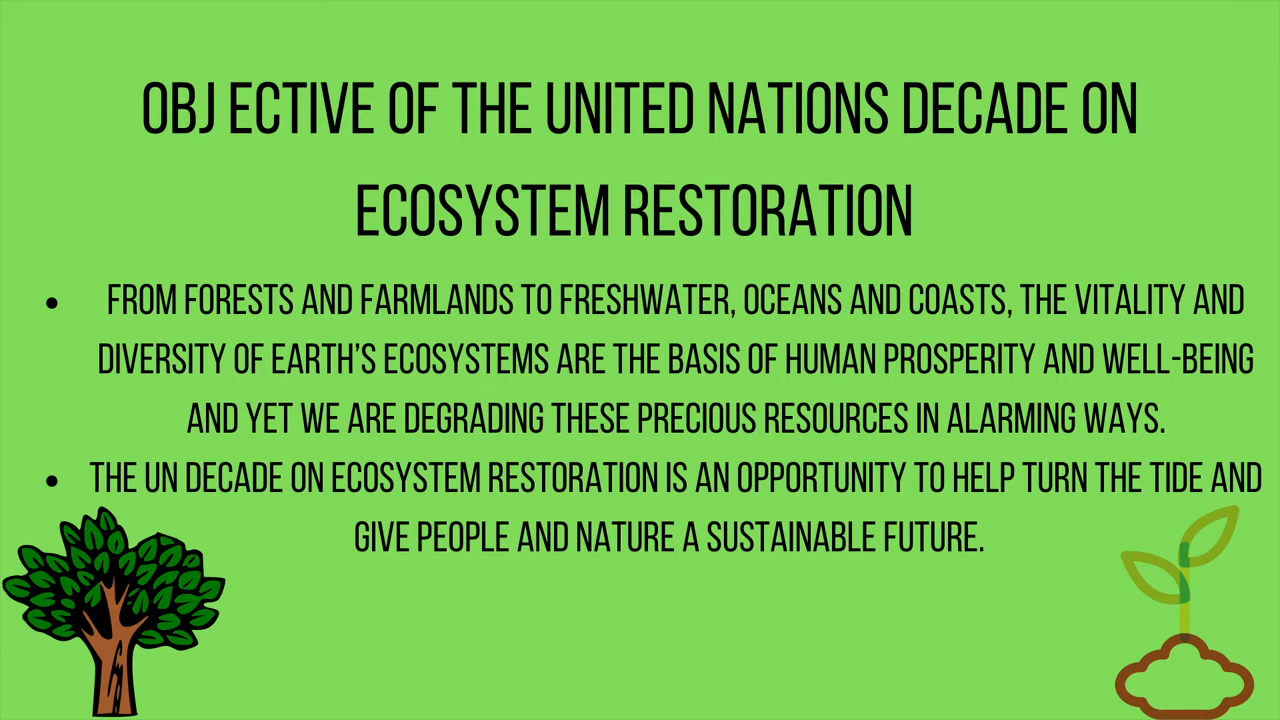 OBJ ECTIVE OF THE UNITED NATIONS DECADE ON
ECOSYSTEM RESTORATION
• FROM FORESTS AND FARMLANDS TO FRESHWATER, OCEANS AND COASTS, THE VITALITY AND
DIVERSITY OF EARTH'S ECOSYSTEMS ARE THE BASIS OF HUMAN PROSPERITY AND WELL-BEING
AND YET WE ARE DEGRADING THESE PRECIOUS RESOURCES IN ALARMING WAYS.
• THE UN DECADE ON ECOSYSTEM RESTORATION IS AN OPPORTUNITY TO HELP TURN THE TIDE AND
GIVE PEOPLE AND NATURE A SUSTAINABLE FUTURE.